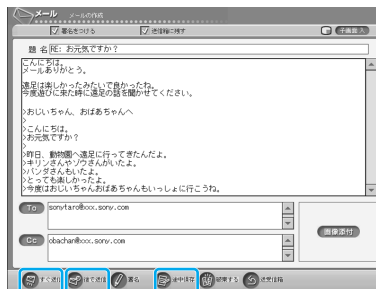 メール メールの作成
署名をつける 送信箱に残す 子画面入
題 名 RE: お元気ですか？
こんにちは。
メールありがとう。
遠足は楽しかったみたいで良かったね。
今度遊びに来た時に遠足の話を聞かせてください。
>おじいちゃん、おばあちゃんへ
>
>こんにちは。
>お元気ですか？
>
>昨日、動物園へ遠足に行ってきたんだよ。
>キリンさんやゾウさんがいたよ。
>パンダさんもいたよ。
>とっても楽しかったよ。
>今度はおじいちゃんおばあちゃんもいっしょに行こうね。
To sonytaro@xxx.sony.com
Cc obachan@xxx.sony.com
画像添付
すぐ送信 後で送信 署名 途中保存 破棄する 送受信箱